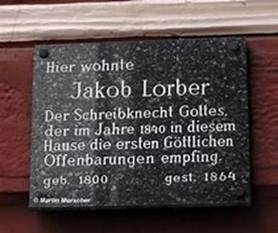 Hier wohnte
Jakob Lorber
Der Schreibknecht Gottes,
der im Jahre 1840 in diesem
Hause die ersten Göttlichen
Offenbarungen empfing.
geb. 1800 gest. 1864
© Martin Marscher